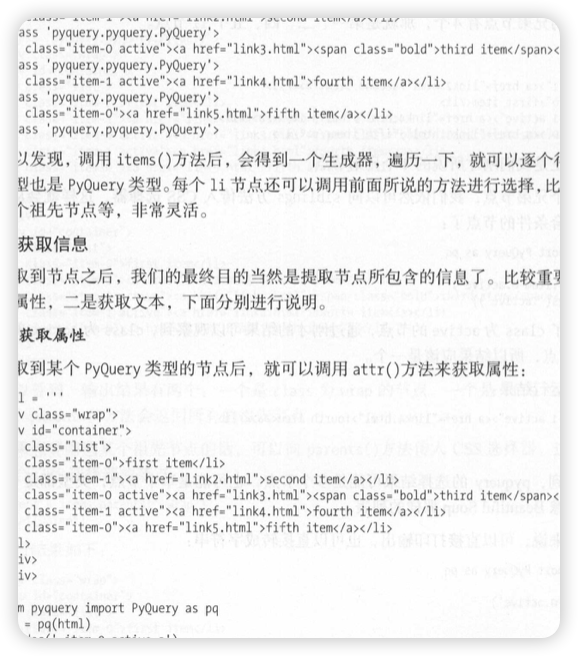 item-1"><a href="link2.html">second item</a></li>
ass 'pyquery.pyquery.PyQuery'>
class="item-0 active"><a href="link3.html"><span class="bold">third item</span><
ass 'pyquery.pyquery.PyQuery'>
class="item-1 active"><a href="link4.html">fourth item</a></li>
ass 'pyquery.pyquery.PyQuery'>
class="item-0"><a href="link5.html">fifth item</a></li>
ass 'pyquery.pyquery.PyQuery'>
以发现，调用 items()方法后，会得到一个生成器，遍历一下，就可以逐个得
型也是 PyQuery 类型。每个 li 节点还可以调用前面所说的方法进行选择，比
个祖先节点等，非常灵活。
获取信息
取到节点之后，我们的最终目的当然是提取节点所包含的信息了。比较重要
属性，二是获取文本，下面分别进行说明。
获取属性
取到某个 PyQuery 类型的节点后，就可以调用 attr()方法来获取属性：
l = '''
v class="wrap">
v id="container">
class="list">
class="item-0">first item</li>
class="item-1"><a href="link2.html">second item</a></li>
class="item-0 active"><a href="link3.html"><span class="bold">third item</span><
class="item-1 active"><a href="link4.html">fourth item</a></li>
class="item-0"><a href="link5.html">fifth item</a></li>
l>
iv>
iv>
m pyquery import PyQuery as pq
= pq(html)